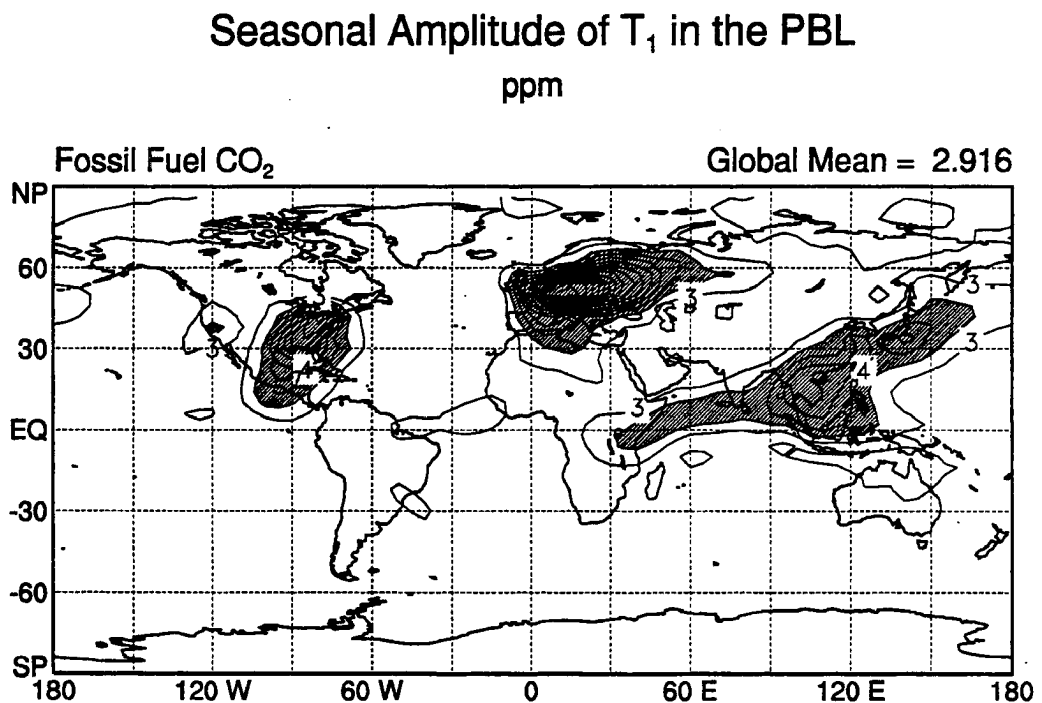 Seasonal Amplitude of T₁ in the PBL
ppm
Fossil Fuel CO₂ Global Mean = 2.916
NP
60
30
EQ
-30
-60
SP
180 120 W 60 W 0 60 E 120 E 180
3
4
3
3
3
3
4